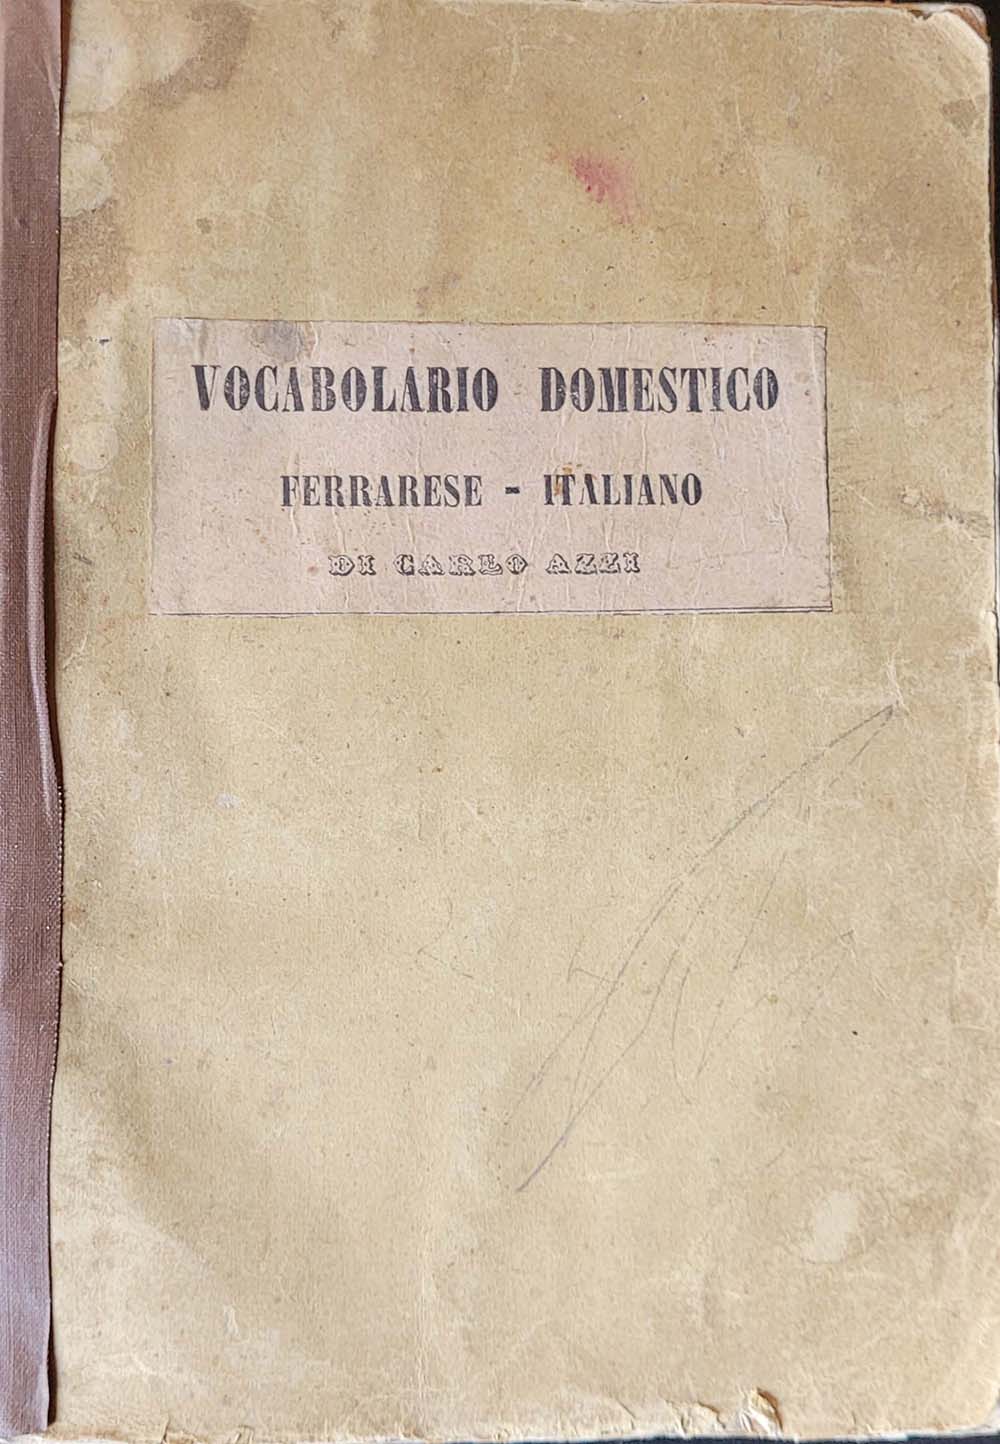 VOCABOLARIO DOMESTICO
FERRARESE - ITALIANO
DI CARLO AZZI